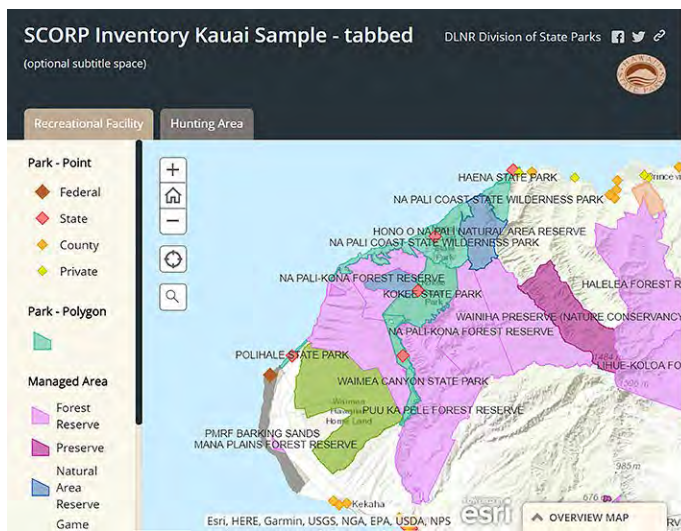 SCORP Inventory Kauai Sample - tabbed
DLNR Division of State Parks
(optional subtitle space)
Recreational Facility
Hunting Area
Park - Point
Federal
State
County
Private
Park - Polygon
Managed Area
Forest
Reserve
Preserve
Natural
Area
Reserve
Game
HAENA STATE PARK
NA PALI COAST STATE WILDERNESS PARK
HONO O NA PALI NATURAL AREA RESERVE
NA PALI COAST STATE WILDERNESS PARK
NA PALI-KONA FOREST RESERVE
KOKEE STATE PARK
HALELEA FOREST R
WAINIHA PRESERVE (NATURE CONSERVANCY
NA PALI-KONA FOREST RESERVE
POLIHALE STATE PARK
LIHUE-KOLOA FO
WAIMEA CANYON STATE PARK
PUU KA PELE FOREST RESERVE
PMRF BARKING SANDS
MANA PLAINS FOREST RESERVE
985 m
676
Kekaha
Esri, HERE, Garmin, USGS, NGA, EPA, USDA, NPS
esri
OVERVIEW MAP